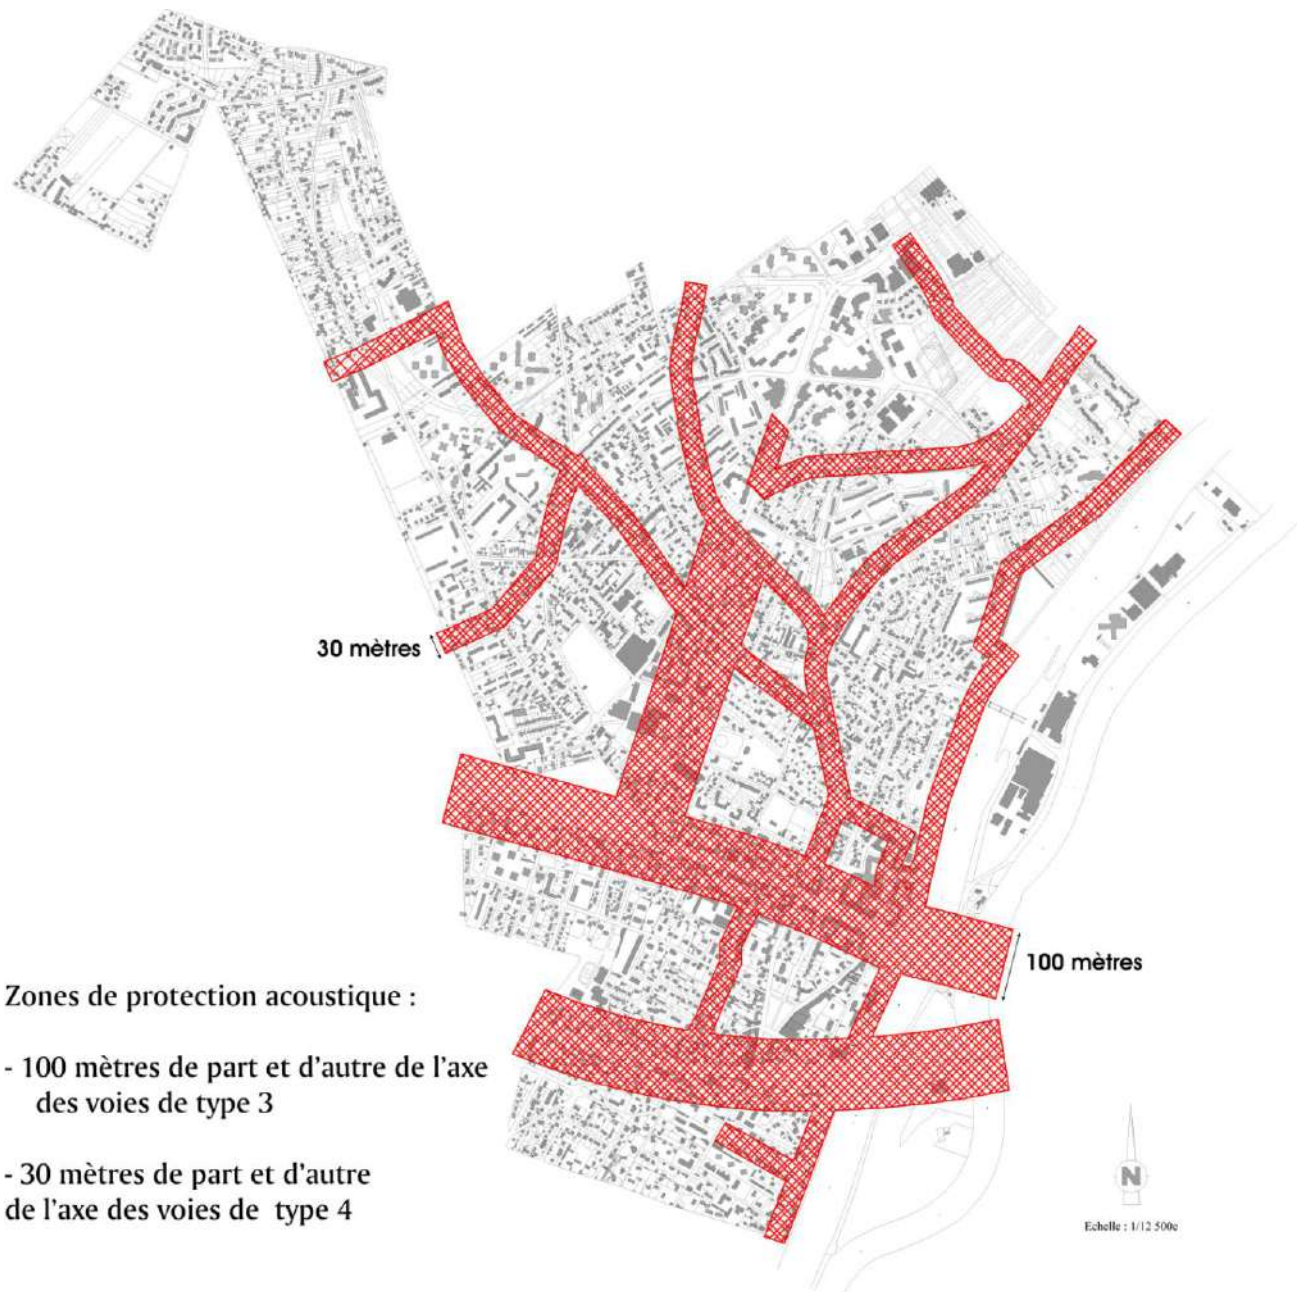 30 mètres
100 mètres
Zones de protection acoustique :
- 100 mètres de part et d'autre de l'axe
des voies de type 3
- 30 mètres de part et d'autre
de l'axe des voies de type 4
N
Echelle : 1/12 500e